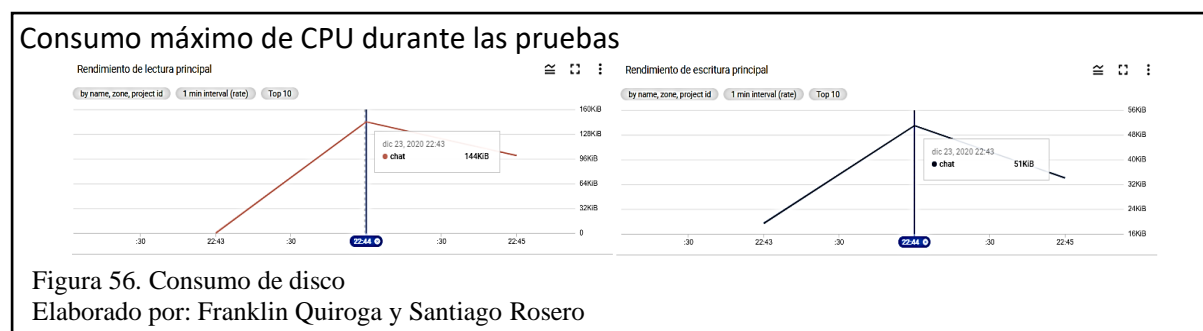 Consumo máximo de CPU durante las pruebas
Rendimiento de lectura principal
by name, zone, project id 1 min interval (rate) Top 10
160KiB
128KiB
dic 23, 2020 22:43
chat 144KiB
96KiB
64KiB
32KiB
0
:30 22:43 :30 22:44 :30 22:45
Rendimiento de escritura principal
by name, zone, project id 1 min interval (rate) Top 10
56KiB
48KiB
dic 23, 2020 22:43
chat 51KiB
40KiB
32KiB
24KiB
16KiB
:30 22:43 :30 22:44 :30 22:45
Figura 56. Consumo de disco
Elaborado por: Franklin Quiroga y Santiago Rosero